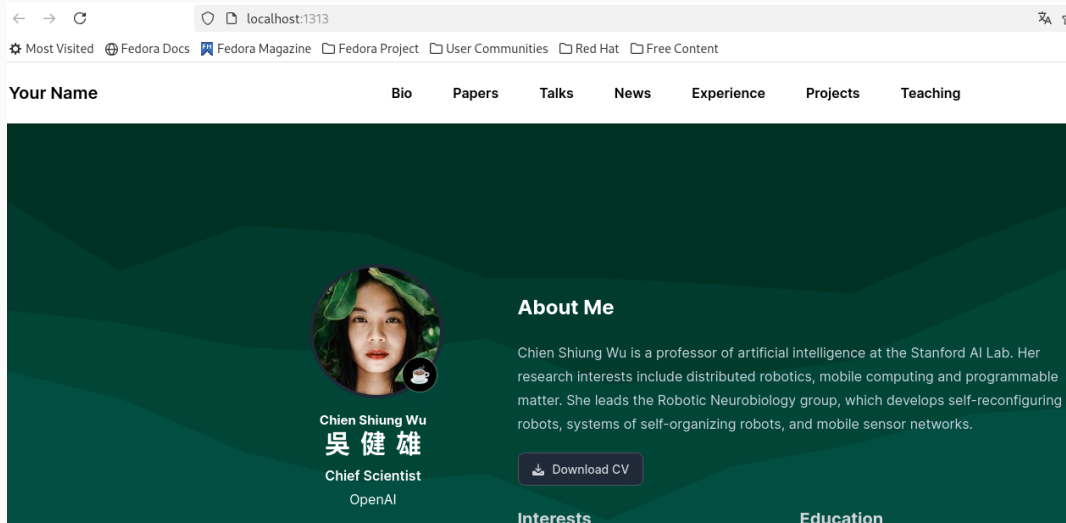 localhost:1313
Most Visited Fedora Docs Fedora Magazine Fedora Project User Communities Red Hat Free Content
Your Name Bio Papers Talks News Experience Projects Teaching
Chien Shiung Wu
吳健雄
Chief Scientist
OpenAI
About Me
Chien Shiung Wu is a professor of artificial intelligence at the Stanford AI Lab. Her
research interests include distributed robotics, mobile computing and programmable
matter. She leads the Robotic Neurobiology group, which develops self-reconfiguring
robots, systems of self-organizing robots, and mobile sensor networks.
Download CV
Interests Education